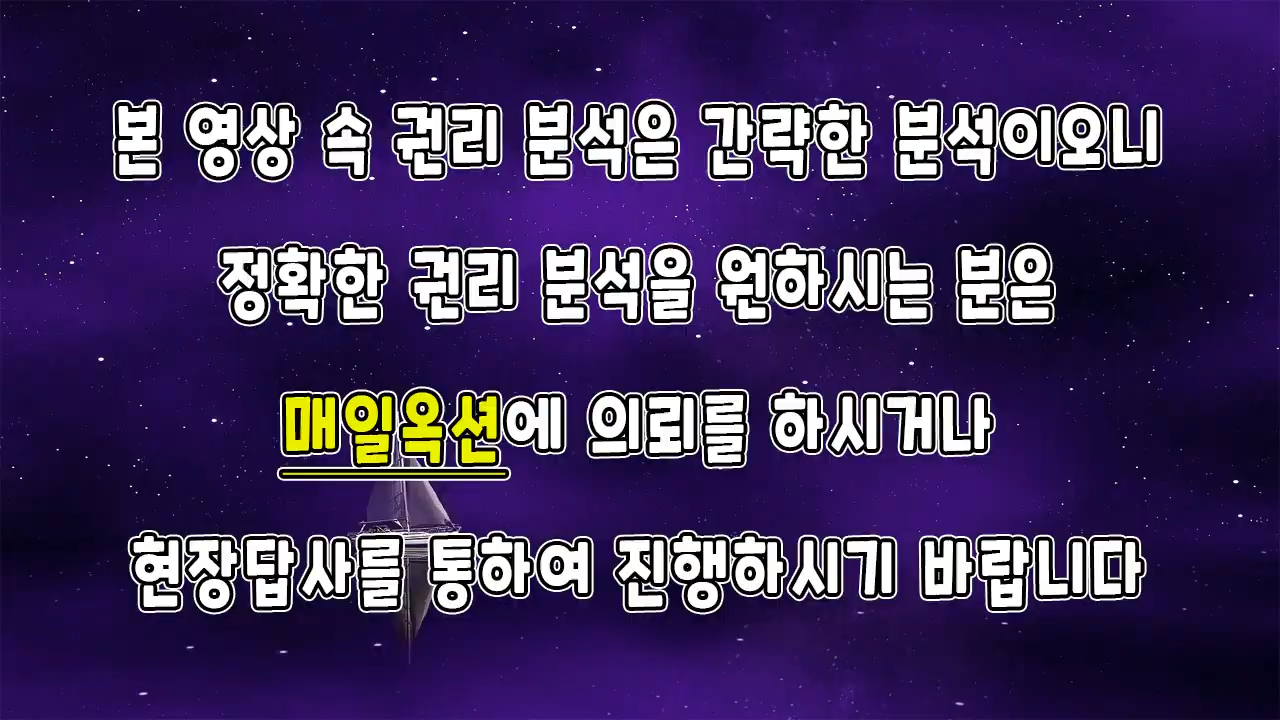 본 영상 속 권리 분석은 간략한 분석이오니
정확한 권리 분석을 원하시는 분은
매일옥션에 의뢰를 하시거나
현장답사를 통하여 진행하시기 바랍니다